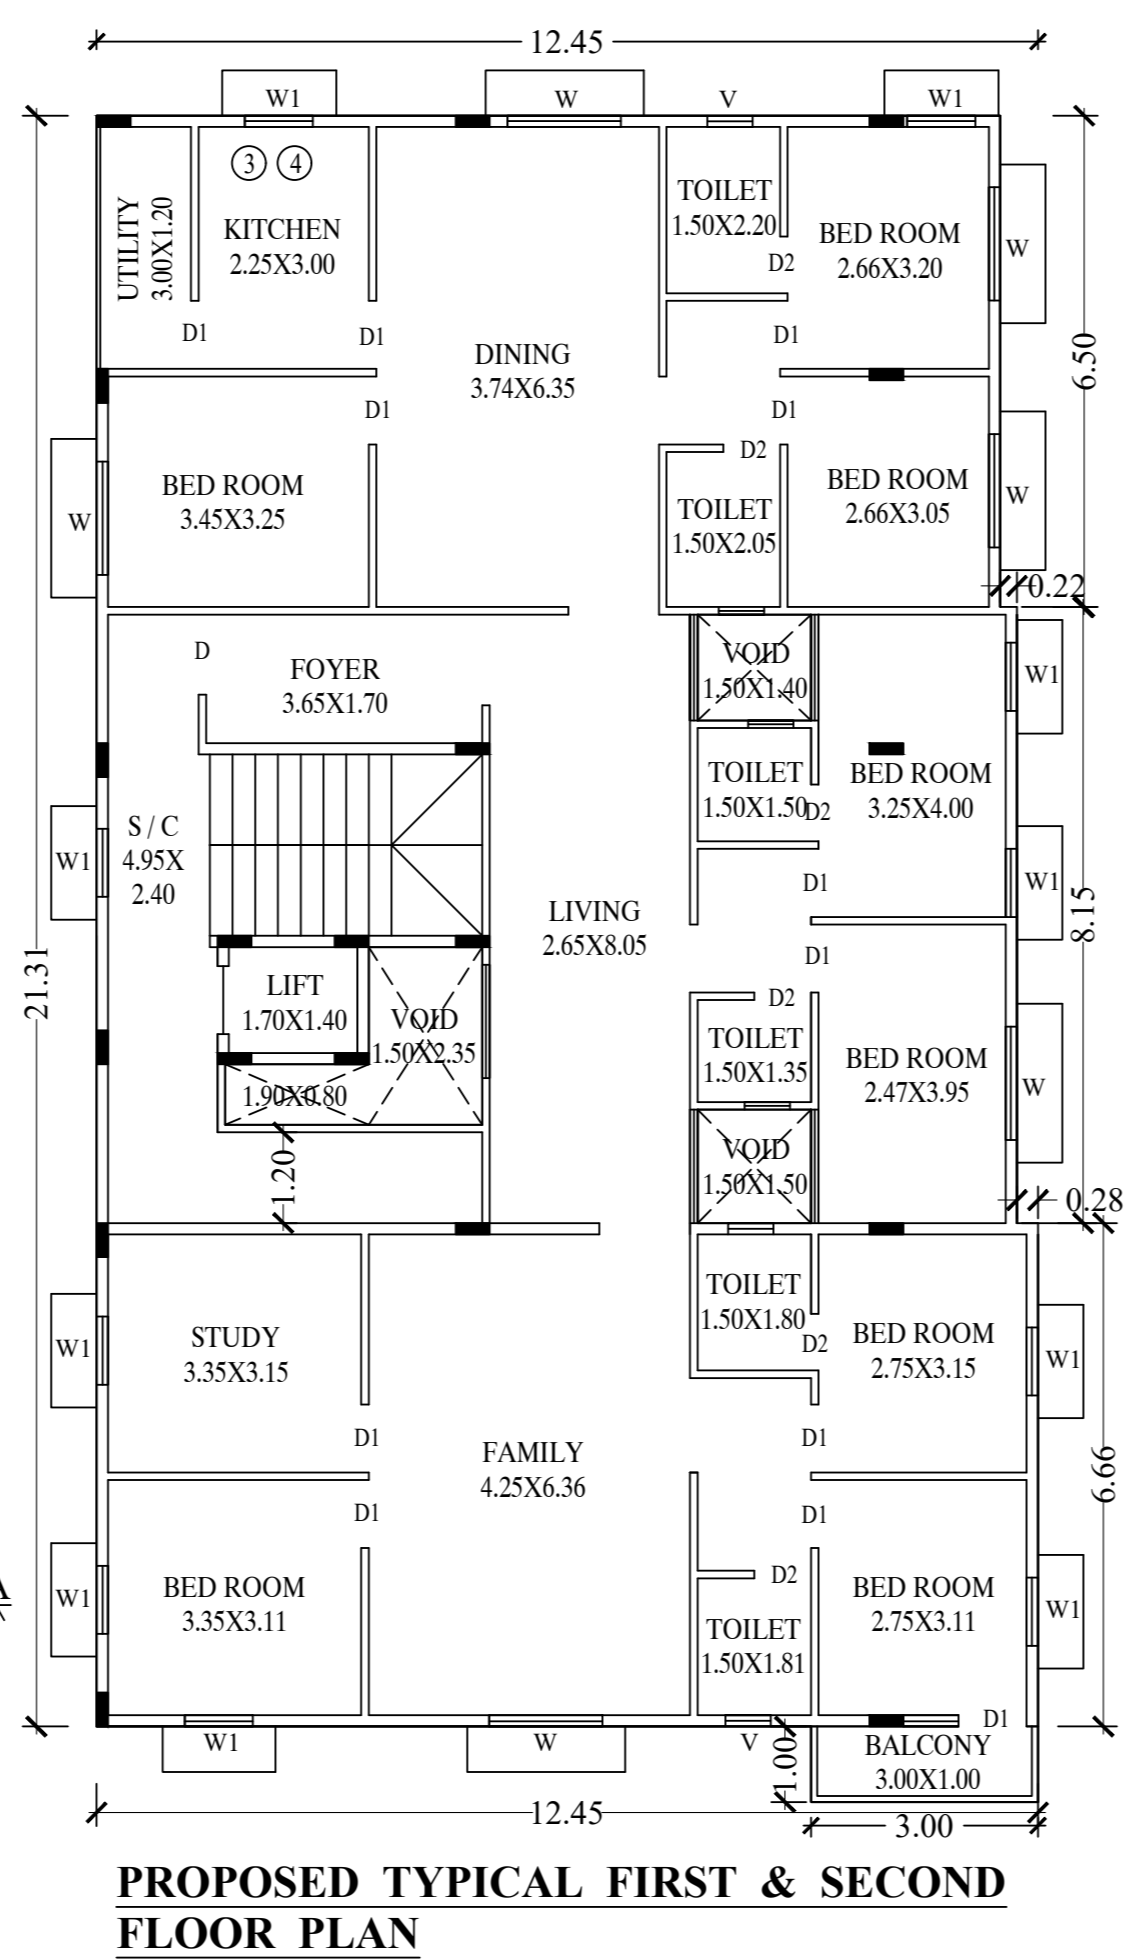 12.45
W1
W
V
W1
3 4
UTILITY
3.00X1.20
KITCHEN
2.25X3.00
TOILET
1.50X2.20
BED ROOM
2.66X3.20
W
D2
D1
D1
D1
DINING
3.74X6.35
6.50
D1
D1
D2
BED ROOM
3.45X3.25
W
TOILET
1.50X2.05
BED ROOM
2.66X3.05
W
0.22
D
FOYER
3.65X1.70
VOID
1.50X1.40
W1
TOILET
1.50X1.50
D2
BED ROOM
3.25X4.00
S / C
4.95X
2.40
W1
D1
W1
LIVING
2.65X8.05
8.15
21.31
D1
LIFT
1.70X1.40
VOID
1.50X2.35
D2
TOILET
1.50X1.35
BED ROOM
2.47X3.95
W
1.90X0.80
VOID
1.50X1.50
1.20
0.28
TOILET
1.50X1.80
D2
BED ROOM
2.75X3.15
W1
STUDY
3.35X3.15
W1
D1
FAMILY
4.25X6.36
D1
6.66
D1
D1
BED ROOM
3.35X3.11
W1
A
D2
TOILET
1.50X1.81
BED ROOM
2.75X3.11
W1
D1
W1
W
V
1.00
BALCONY
3.00X1.00
12.45
3.00
PROPOSED TYPICAL FIRST & SECOND
FLOOR PLAN